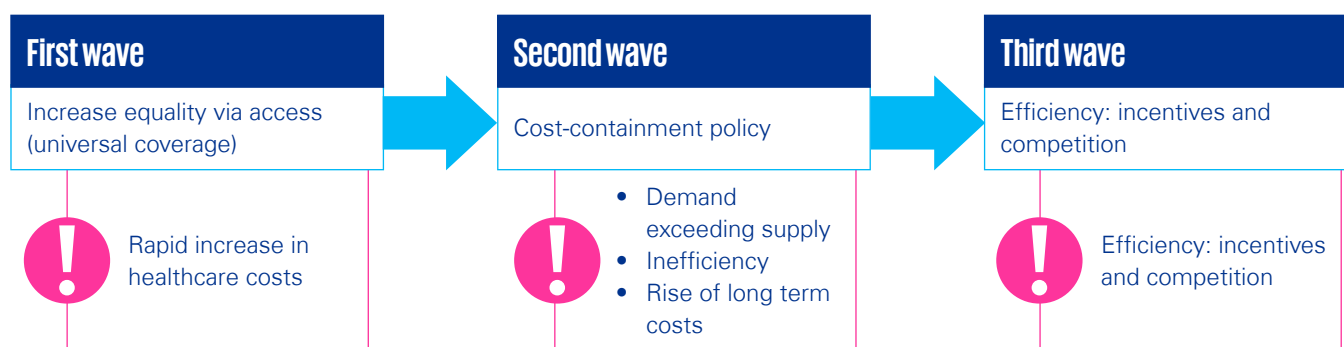 First wave
Increase equality via access
(universal coverage)
Rapid increase in
healthcare costs
Second wave
Cost-containment policy
• Demand
exceeding supply
• Inefficiency
• Rise of long term
costs
Third wave
Efficiency: incentives and
competition
Efficiency: incentives
and competition